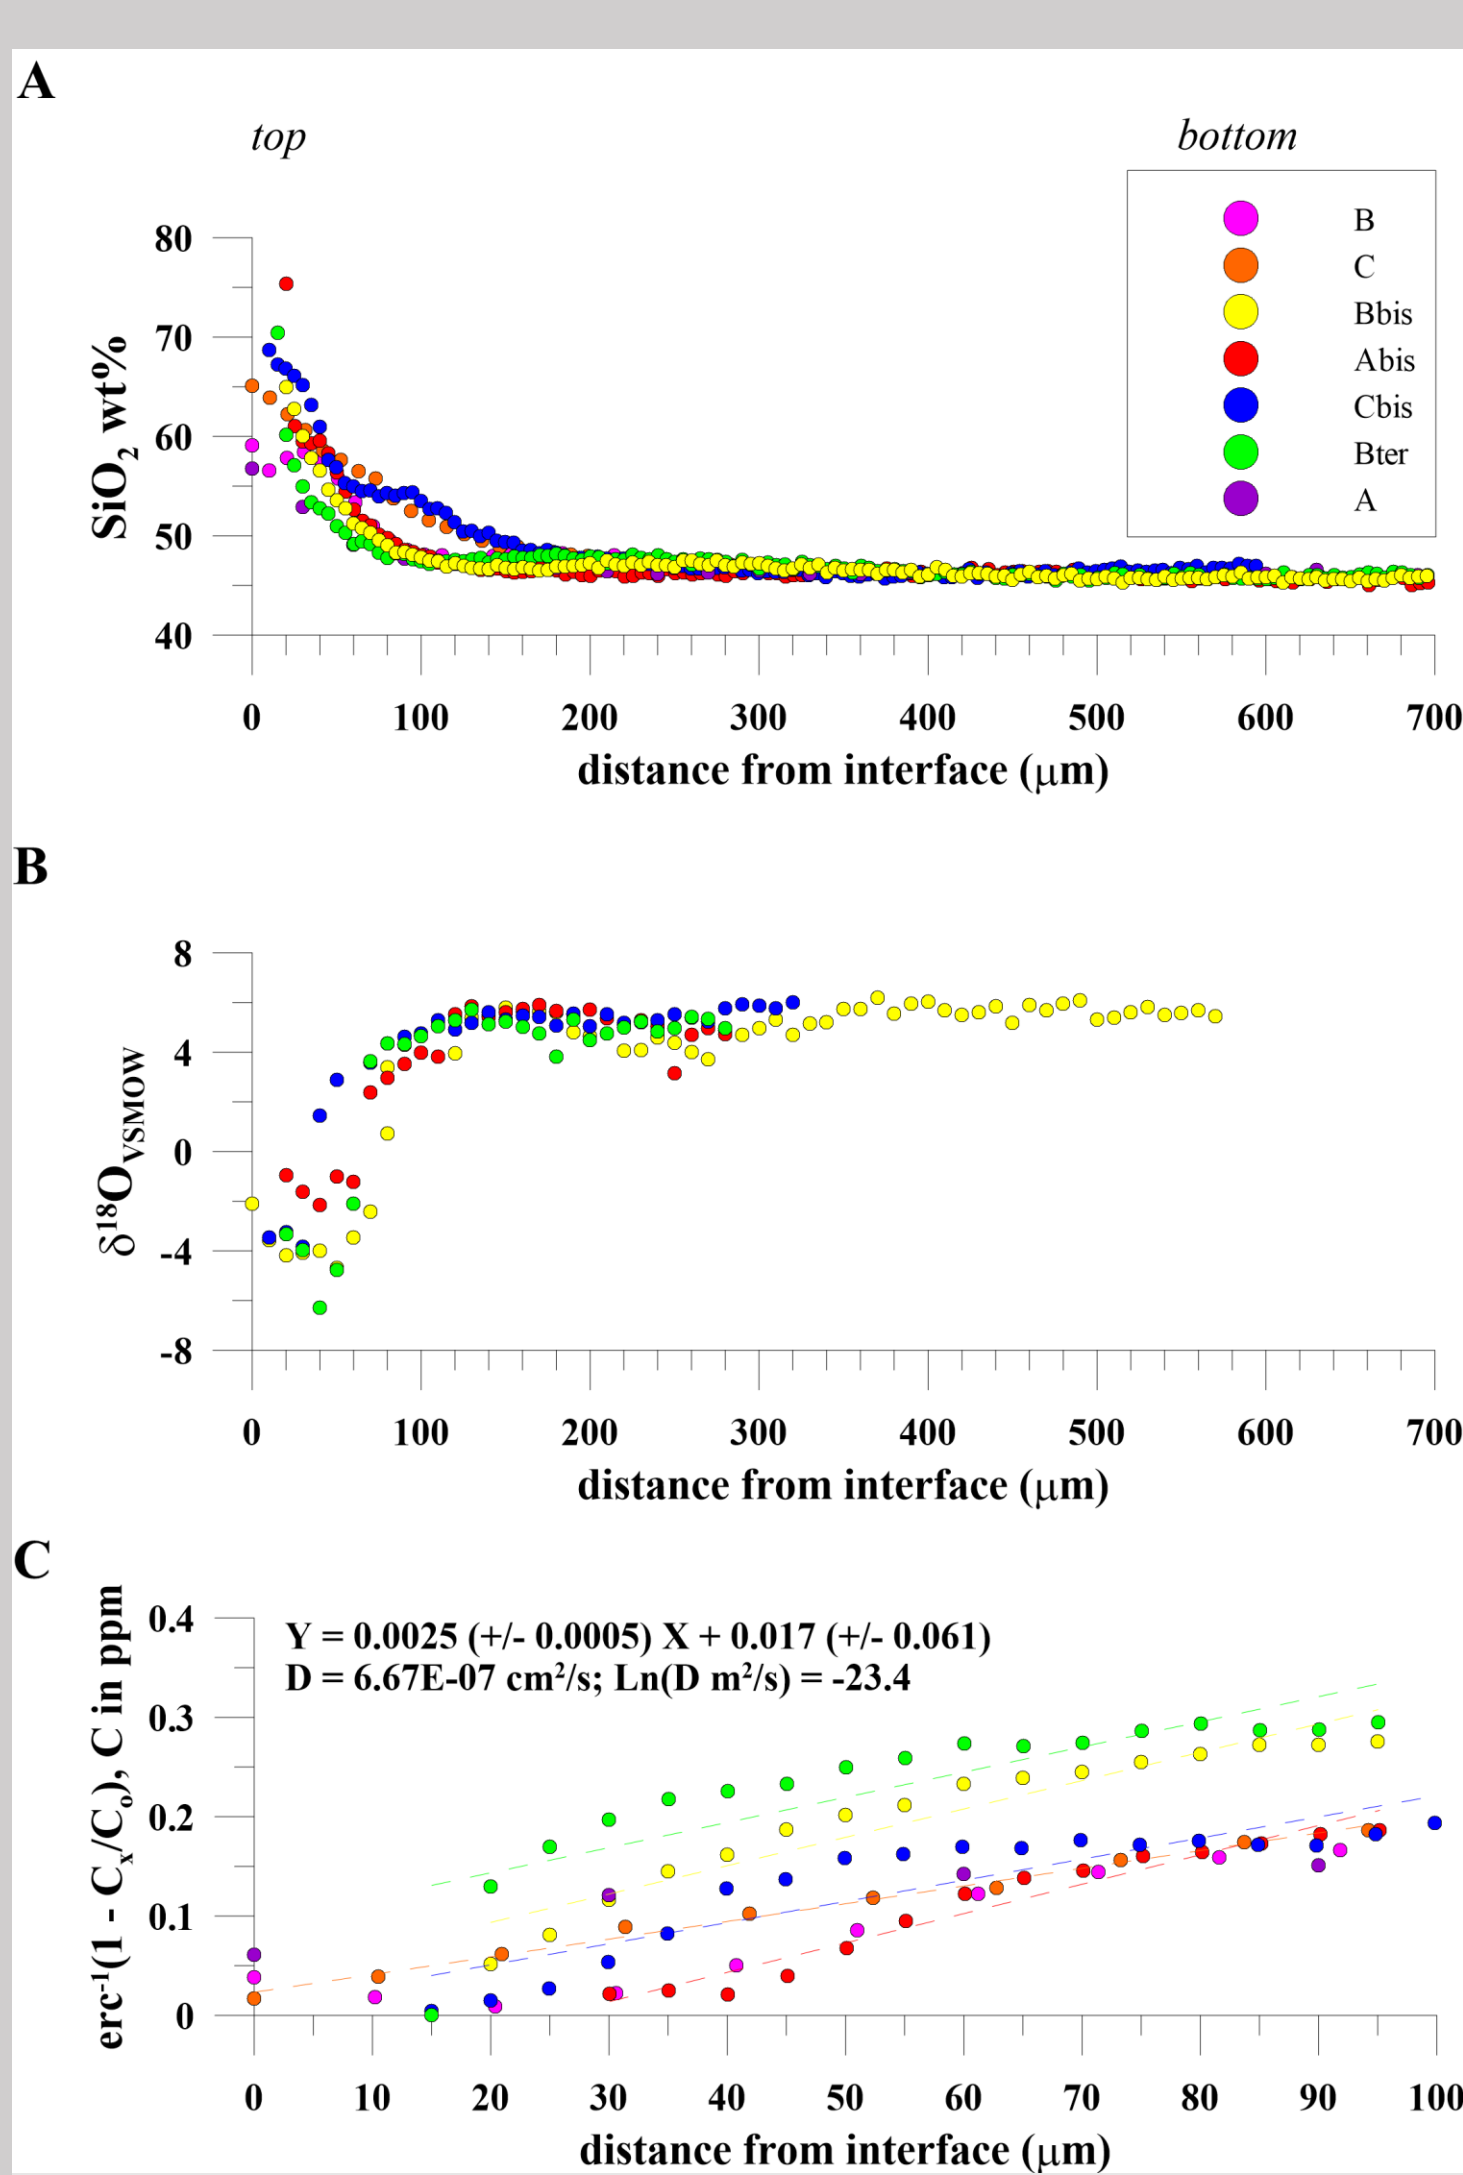 A
top
bottom
B
C
Bbis
Abis
Cbis
Bter
A
80
70
60
50
40
SiO₂ wt%
0 100 200 300 400 500 600 700
distance from interface (μm)
B
8
4
0
-4
-8
δ¹⁸O_VSMOW
0 100 200 300 400 500 600 700
distance from interface (μm)
C
Y = 0.0025 (+/- 0.0005) X + 0.017 (+/- 0.061)
D = 6.67E-07 cm²/s; Ln(D m²/s) = -23.4
0.4
0.3
0.2
0.1
0
erc⁻¹(1 - Cₓ/Cₒ), C in ppm
0 10 20 30 40 50 60 70 80 90 100
distance from interface (μm)